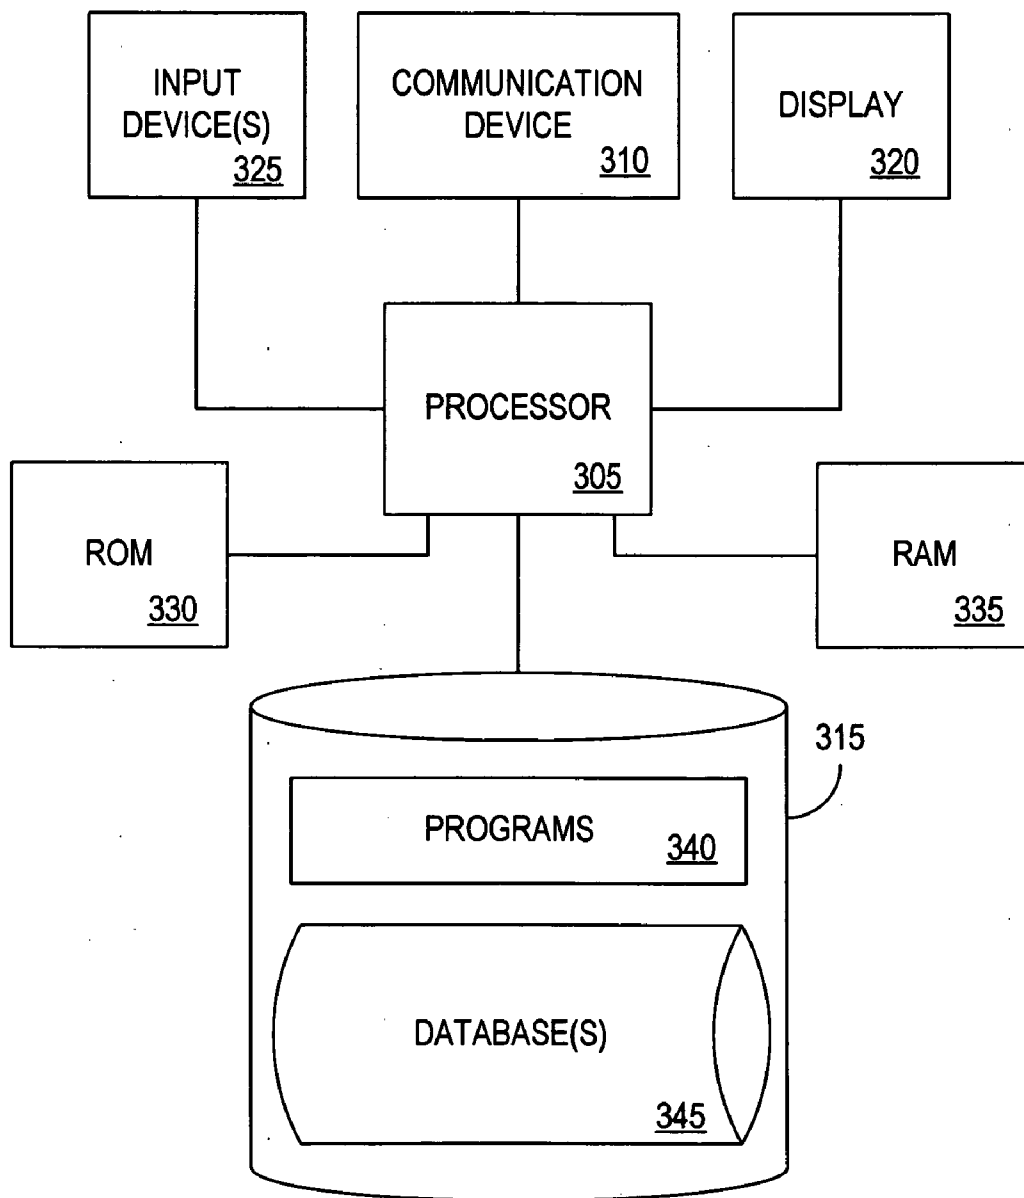 INPUT
DEVICE(S)
325
COMMUNICATION
DEVICE
310
DISPLAY
320
PROCESSOR
305
ROM
330
RAM
335
315
PROGRAMS
340
DATABASE(S)
345